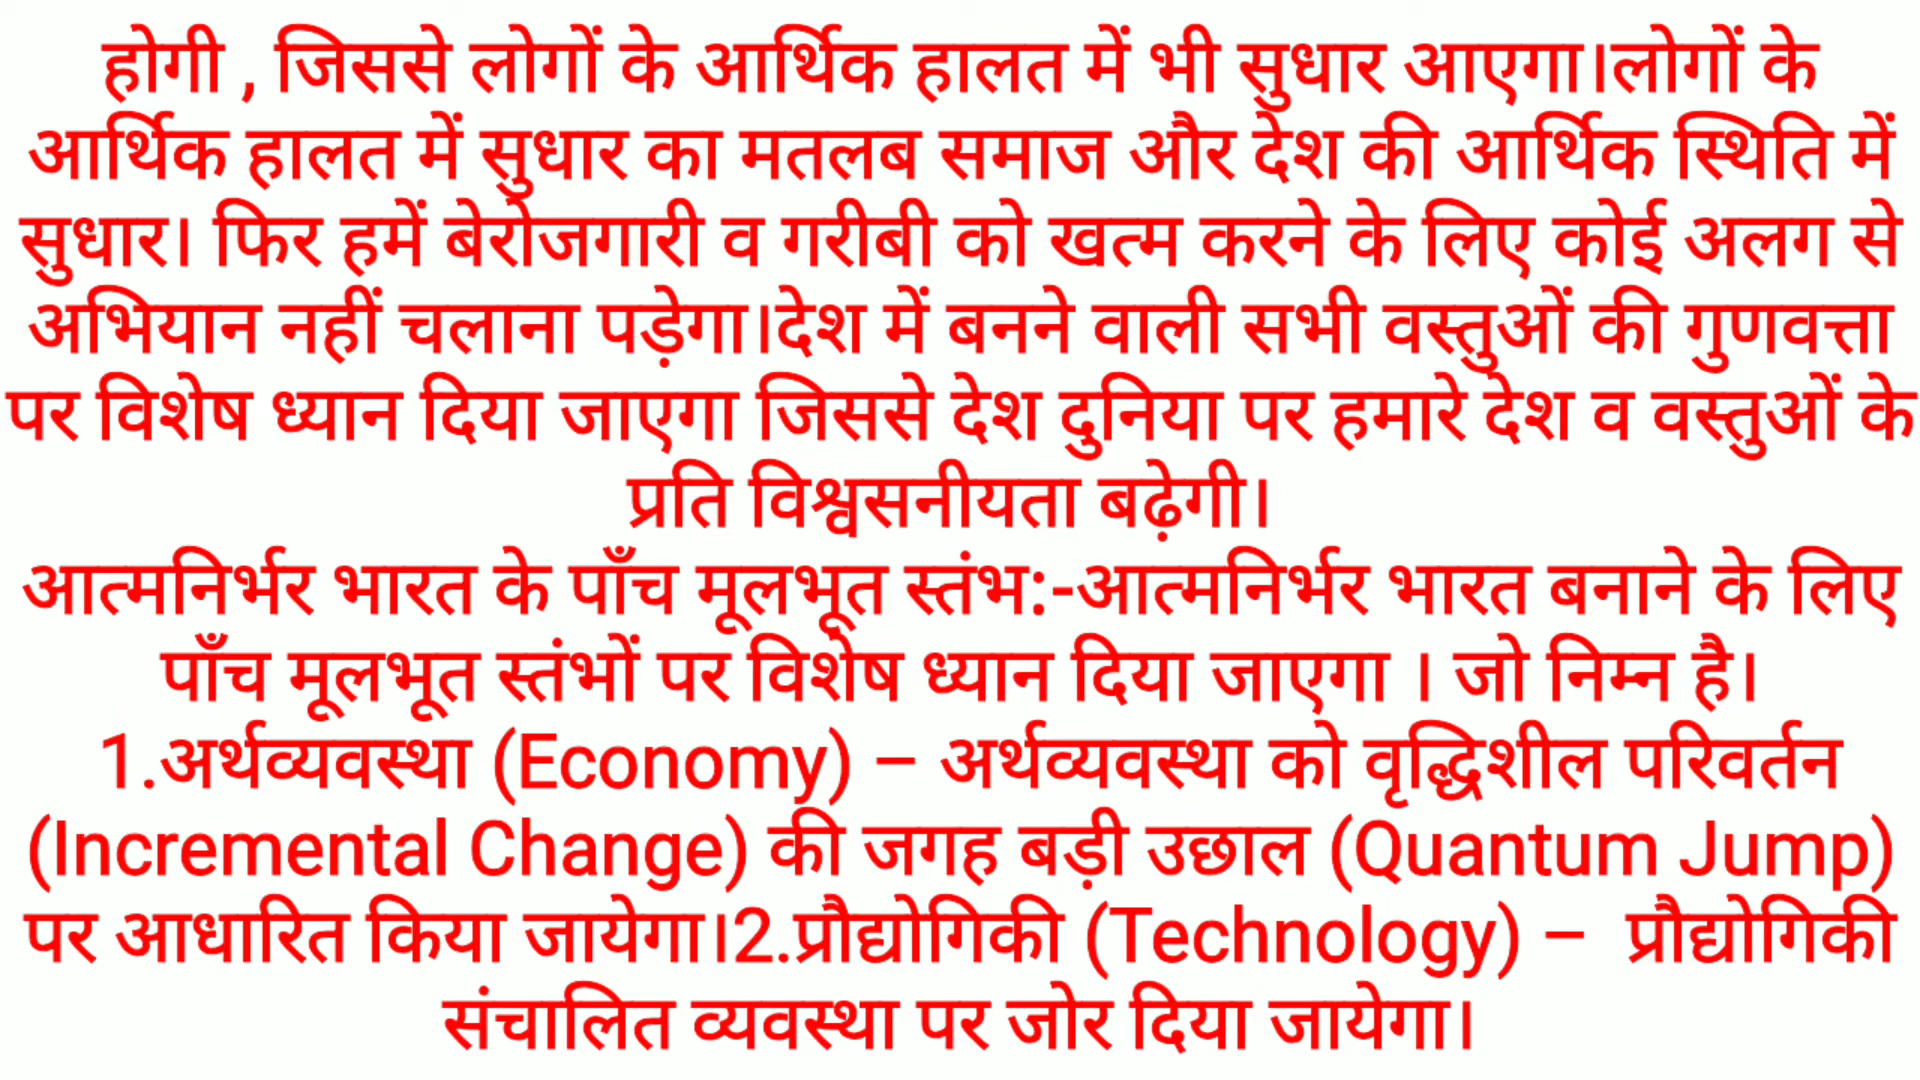 होगी , जिससे लोगों के आर्थिक हालत में भी सुधार आएगा।लोगों के
आर्थिक हालत में सुधार का मतलब समाज और देश की आर्थिक स्थिति में
सुधार। फिर हमें बेरोजगारी व गरीबी को खत्म करने के लिए कोई अलग से
अभियान नहीं चलाना पड़ेगा।देश में बनने वाली सभी वस्तुओं की गुणवत्ता
पर विशेष ध्यान दिया जाएगा जिससे देश दुनिया पर हमारे देश व वस्तुओं के
प्रति विश्वसनीयता बढ़ेगी।
आत्मनिर्भर भारत के पाँच मूलभूत स्तंभ:-आत्मनिर्भर भारत बनाने के लिए
पाँच मूलभूत स्तंभों पर विशेष ध्यान दिया जाएगा । जो निम्न है।
1.अर्थव्यवस्था (Economy) – अर्थव्यवस्था को वृद्धिशील परिवर्तन
(Incremental Change) की जगह बड़ी उछाल (Quantum Jump)
पर आधारित किया जायेगा।2.प्रौद्योगिकी (Technology) –  प्रौद्योगिकी
संचालित व्यवस्था पर जोर दिया जायेगा।